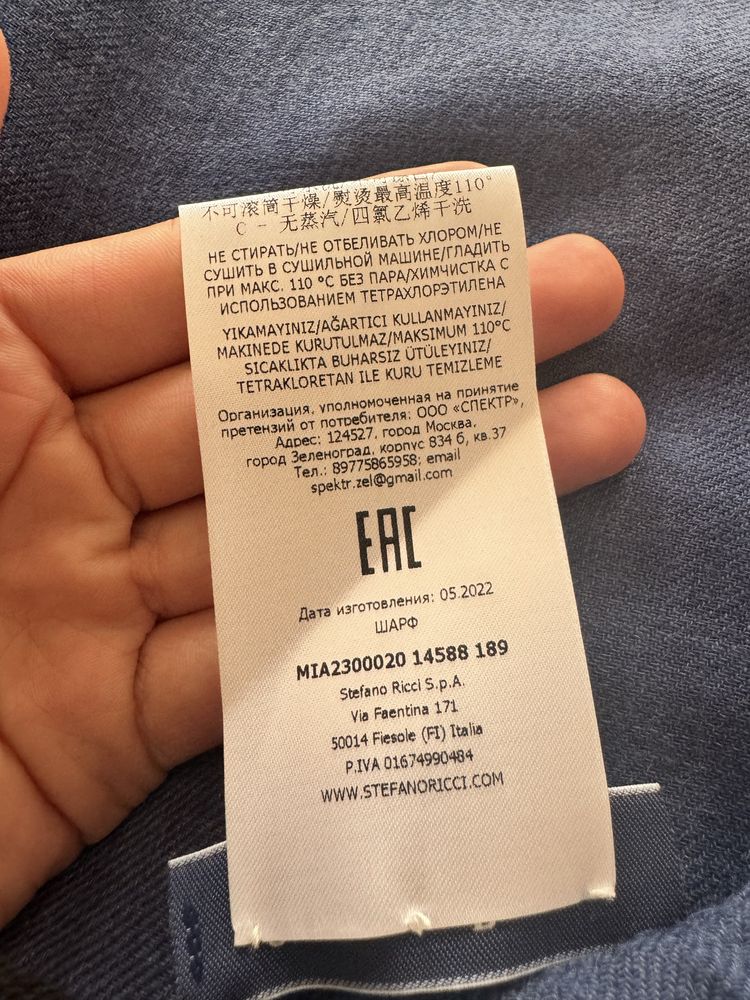 不可滚筒干燥/熨烫最高温度110°
C - 无蒸汽/四氯乙烯干洗
НЕ СТИРАТЬ/НЕ ОТБЕЛИВАТЬ ХЛОРОМ/НЕ
СУШИТЬ В СУШИЛЬНОЙ МАШИНЕ/ГЛАДИТЬ
ПРИ МАКС. 110 °C БЕЗ ПАРА/ХИМЧИСТКА С
ИСПОЛЬЗОВАНИЕМ ТЕТРАХЛОРЭТИЛЕНА
YIKAMAYINIZ/AĞARTICI KULLANMAYINIZ/
MAKINEDE KURUTULMAZ/MAKSIMUM 110°C
SICAKLIKTA BUHARSIZ ÜTÜLEYINIZ/
TETRAKLORETAN ILE KURU TEMIZLEME
Организация, уполномоченная на принятие
претензий от потребителя: ООО «СПЕКТР»,
Адрес: 124527, город Москва,
город Зеленоград, корпус 834 б, кв.37
Тел.: 89775865958; email
spektr.zel@gmail.com
EAC
Дата изготовления: 05.2022
ШАРФ
MIA2300020 14588 189
Stefano Ricci S.p.A.
Via Faentina 171
50014 Fiesole (FI) Italia
P.IVA 01674990484
WWW.STEFANORICCI.COM